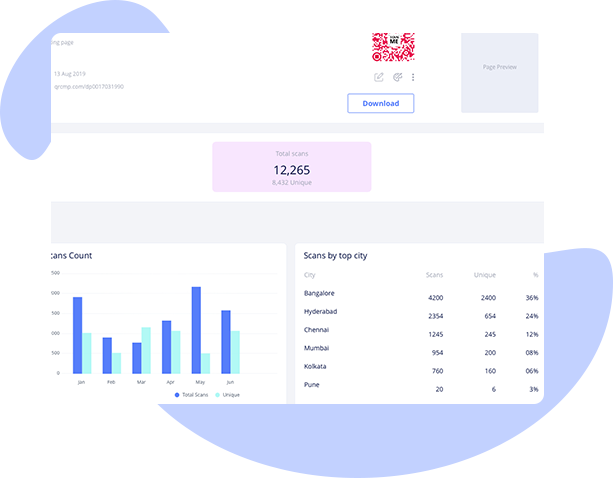 ng page
SCAN
ME
13 Aug 2019
qrcmp.com/dp0017031990
Page Preview
Download
Total scans
12,265
8,432 Unique
cans Count
500
000
500
000
500
0
Jan Feb Mar Apr May Jun
Total Scans Unique
Scans by top city
City Scans Unique %
Bangalore 4200 2400 36%
Hyderabad 2354 654 24%
Chennai 1245 245 12%
Mumbai 954 200 08%
Kolkata 760 160 06%
Pune 20 6 3%